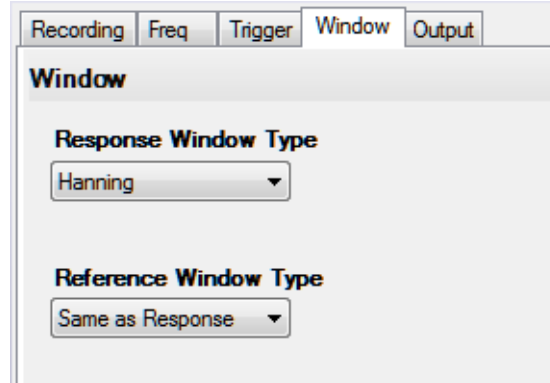 Recording Freq Trigger Window Output
Window
Response Window Type
Hanning
Reference Window Type
Same as Response